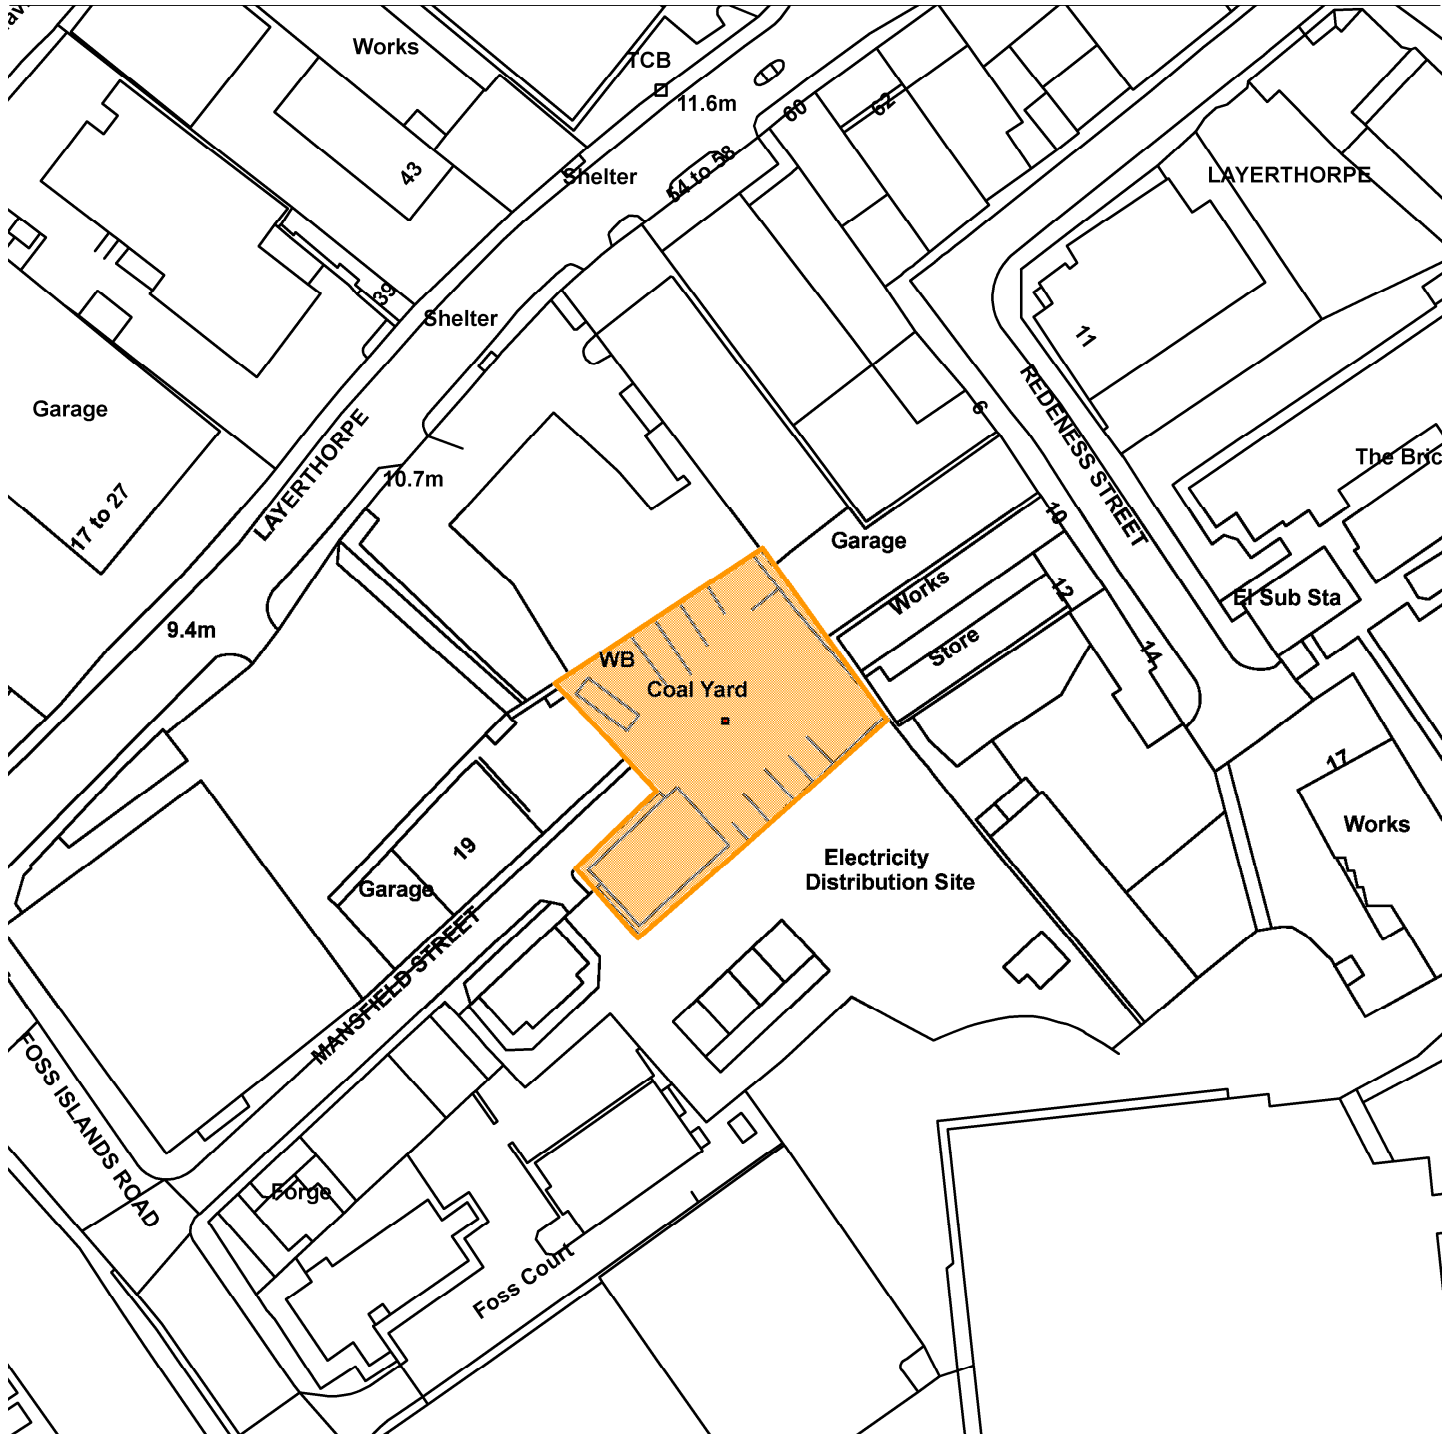 Works
TCB
11.6m
60
62
43
Shelter
54 to 58
LAYERTHORPE
39
Shelter
11
Garage
LAYERTHORPE
6
REDENESS STREET
The Bric
10.7m
17 to 27
10
Garage
Works
12
El Sub Sta
9.4m
Store
14
WB
Coal Yard
17
Works
19
Garage
Electricity
Distribution Site
MANSFIELD STREET
FOSS ISLANDS ROAD
Forge
Foss Court